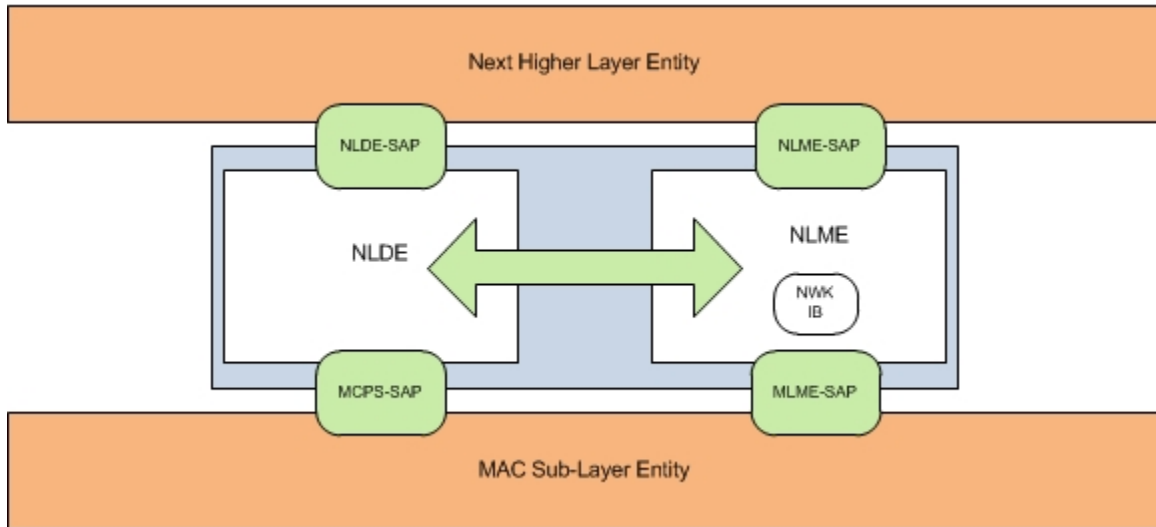 Next Higher Layer Entity
NLDE-SAP
NLME-SAP
NLDE
NLME
NWK
IB
MCPS-SAP
MLME-SAP
MAC Sub-Layer Entity